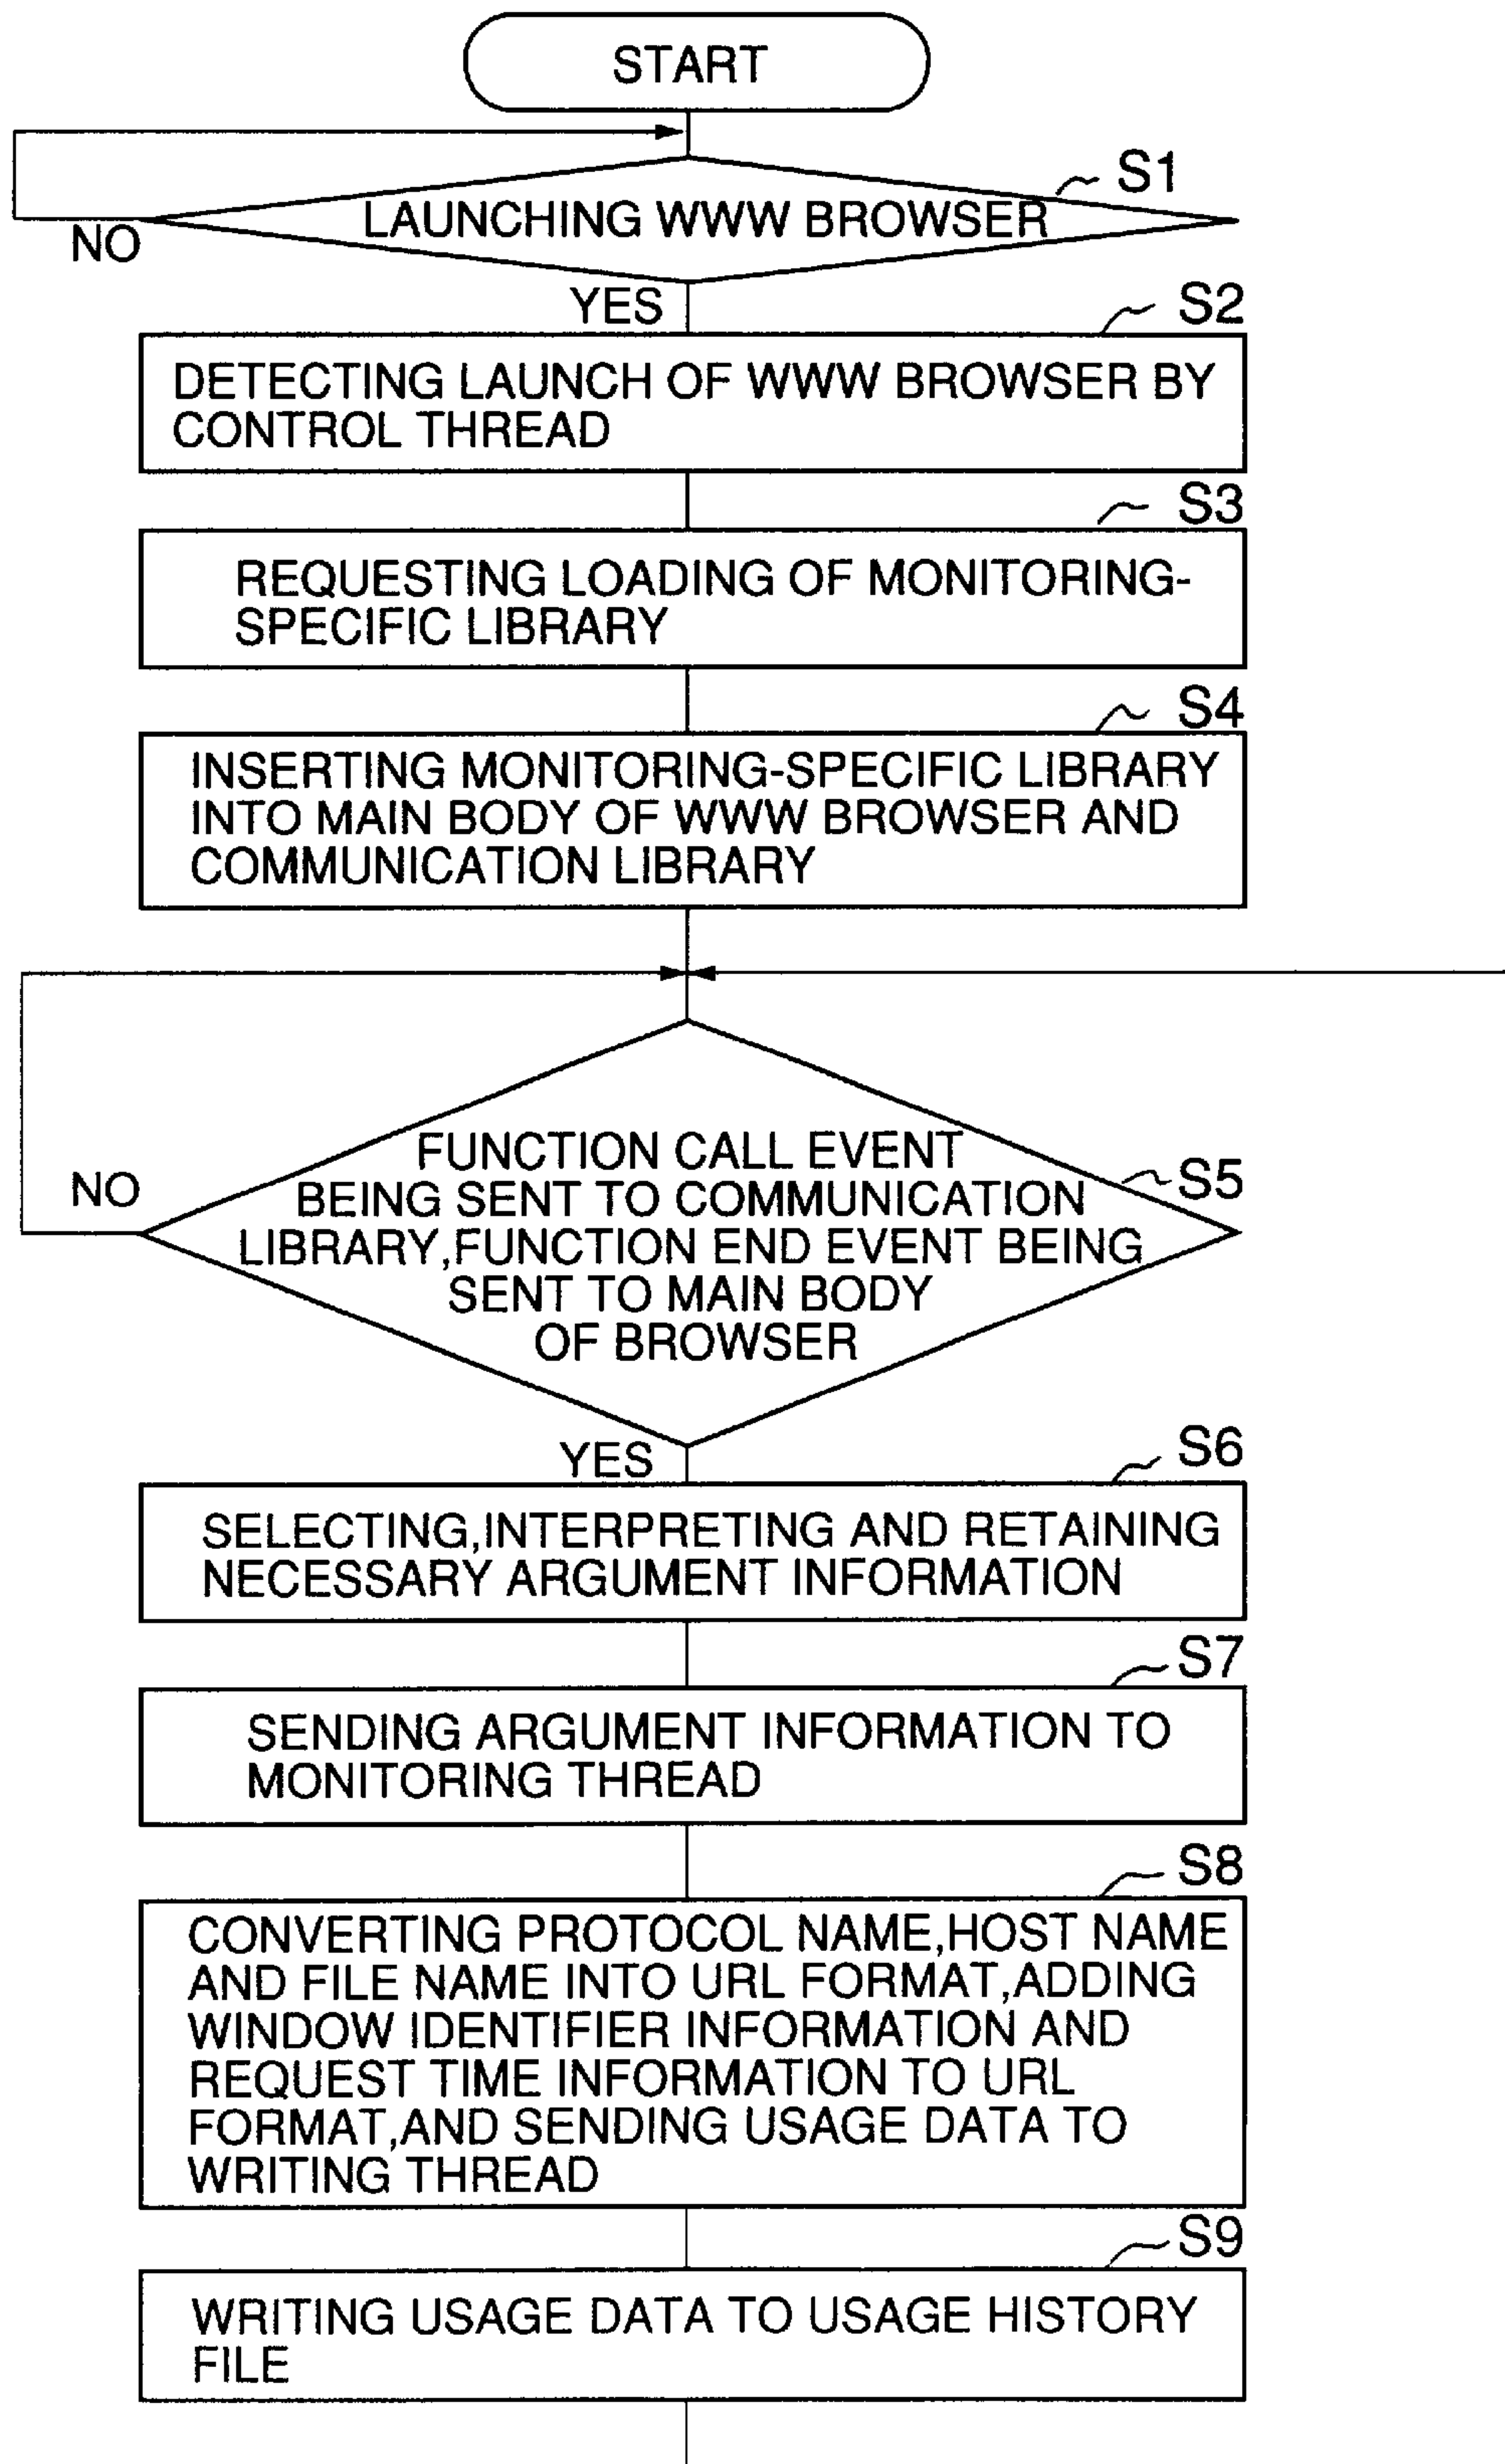 START
S1
LAUNCHING WWW BROWSER
NO
YES
S2
DETECTING LAUNCH OF WWW BROWSER BY
CONTROL THREAD
S3
REQUESTING LOADING OF MONITORING-
SPECIFIC LIBRARY
S4
INSERTING MONITORING-SPECIFIC LIBRARY
INTO MAIN BODY OF WWW BROWSER AND
COMMUNICATION LIBRARY
FUNCTION CALL EVENT
BEING SENT TO COMMUNICATION
LIBRARY,FUNCTION END EVENT BEING
SENT TO MAIN BODY
OF BROWSER
S5
NO
YES
S6
SELECTING,INTERPRETING AND RETAINING
NECESSARY ARGUMENT INFORMATION
S7
SENDING ARGUMENT INFORMATION TO
MONITORING THREAD
S8
CONVERTING PROTOCOL NAME,HOST NAME
AND FILE NAME INTO URL FORMAT,ADDING
WINDOW IDENTIFIER INFORMATION AND
REQUEST TIME INFORMATION TO URL
FORMAT,AND SENDING USAGE DATA TO
WRITING THREAD
S9
WRITING USAGE DATA TO USAGE HISTORY
FILE